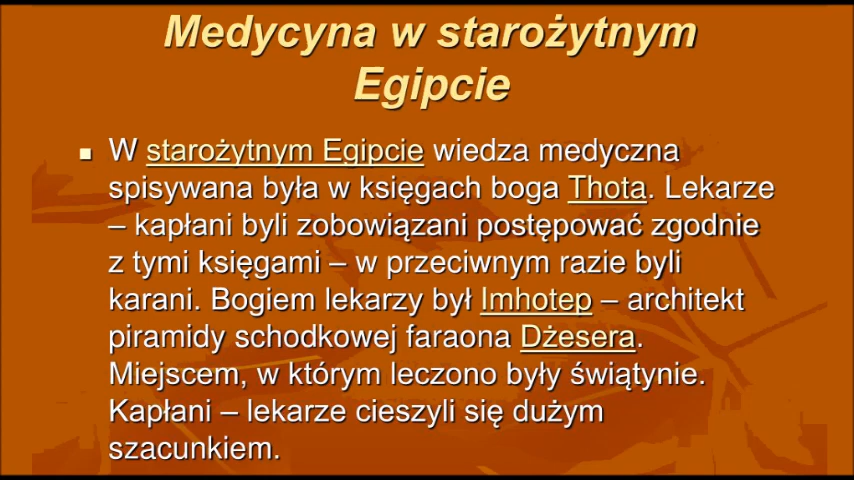 Medycyna w starożytnym
Egipcie
W starożytnym Egipcie wiedza medyczna
spisywana była w księgach boga Thota. Lekarze
– kapłani byli zobowiązani postępować zgodnie
z tymi księgami – w przeciwnym razie byli
karani. Bogiem lekarzy był Imhotep – architekt
piramidy schodkowej faraona Dżesera.
Miejscem, w którym leczono były świątynie.
Kapłani – lekarze cieszyli się dużym
szacunkiem.